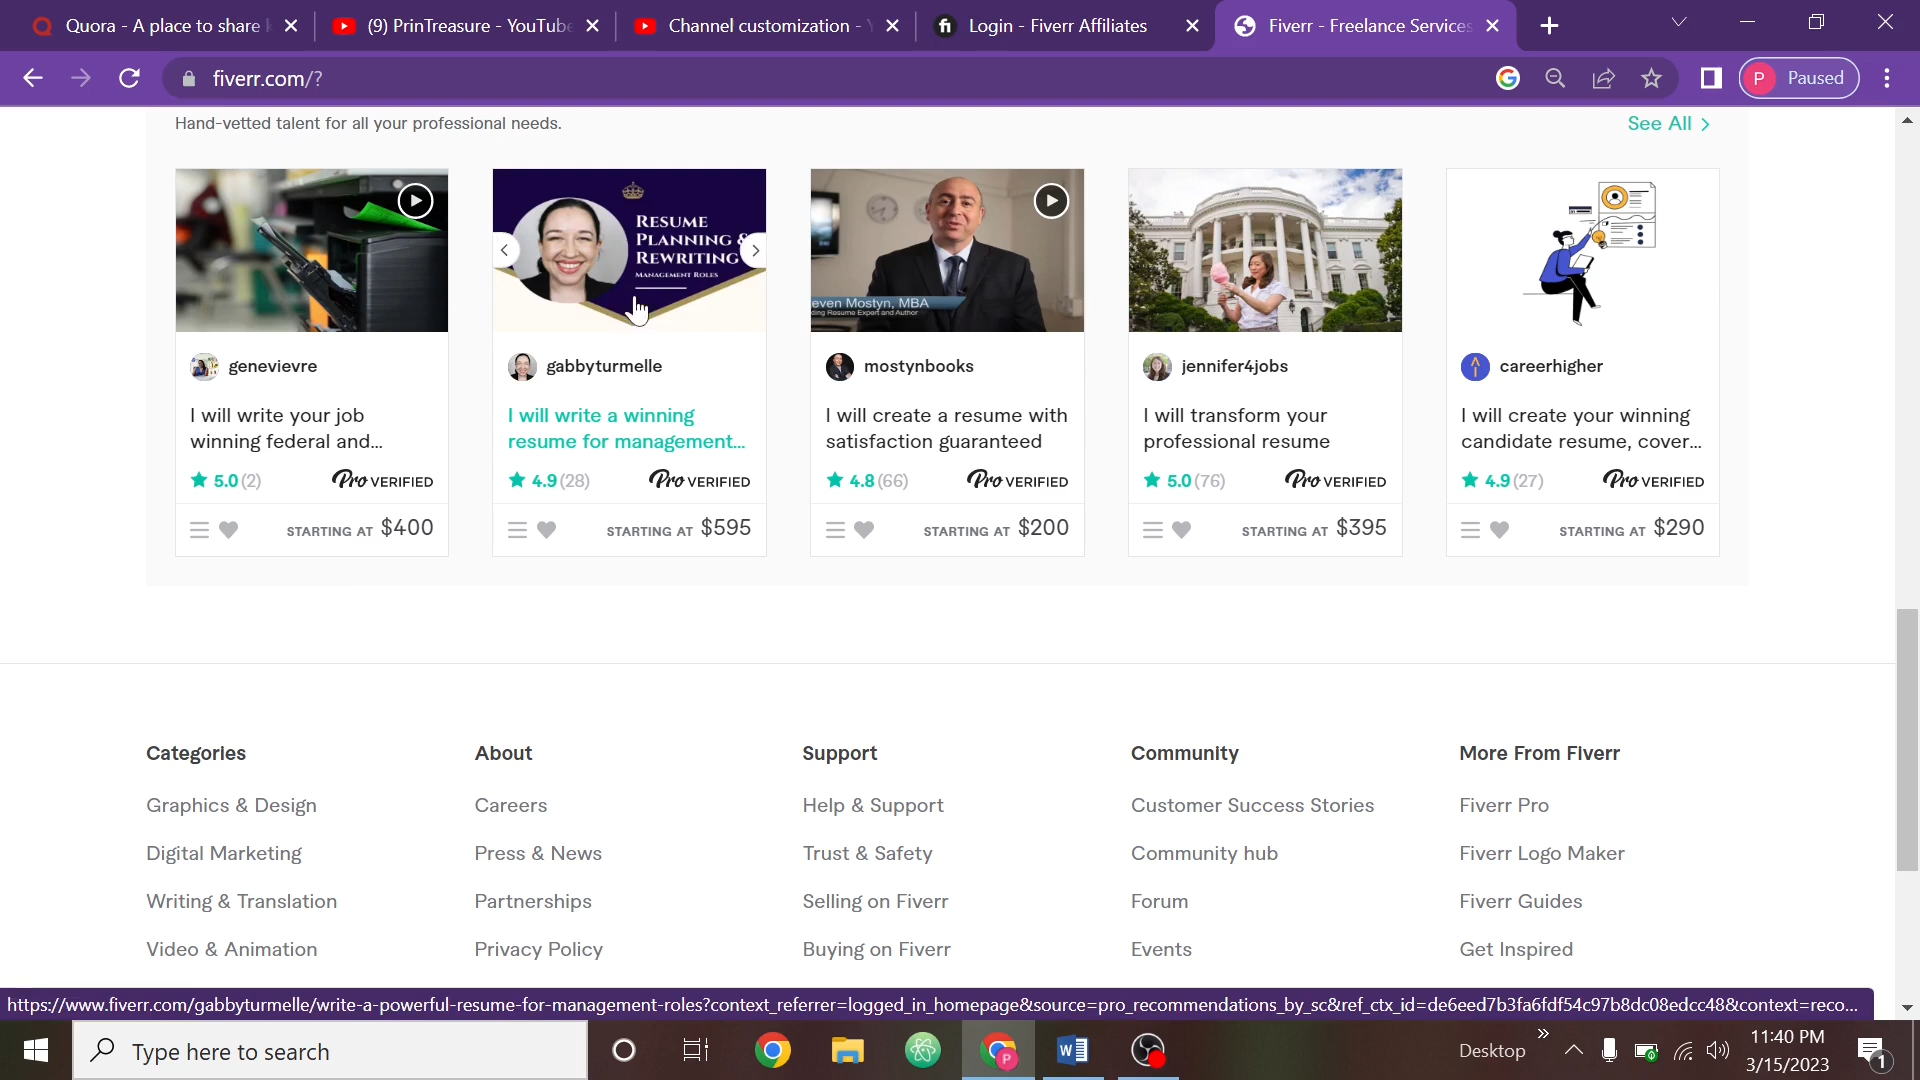 Quora - A place to share
(9) PrinTreasure - YouTube
Channel customization -
Login - Fiverr Affiliates
Fiverr - Freelance Services
fiverr.com/?
P Paused
Hand-vetted talent for all your professional needs.
See All >
RESUME
PLANNING &
REWRITING
MANAGEMENT ROLES
even Mostyn, MBA
ding Resume Expert and Author
genevievre
gabbyturmelle
mostynbooks
jennifer4jobs
careerhigher
I will write your job
winning federal and...
I will write a winning
resume for management...
I will create a resume with
satisfaction guaranteed
I will transform your
professional resume
I will create your winning
candidate resume, cover...
5.0 (2) Pro VERIFIED
4.9 (28) Pro VERIFIED
4.8 (66) Pro VERIFIED
5.0 (76) Pro VERIFIED
4.9 (27) Pro VERIFIED
STARTING AT $400
STARTING AT $595
STARTING AT $200
STARTING AT $395
STARTING AT $290
Categories
Graphics & Design
Digital Marketing
Writing & Translation
Video & Animation
About
Careers
Press & News
Partnerships
Privacy Policy
Support
Help & Support
Trust & Safety
Selling on Fiverr
Buying on Fiverr
Community
Customer Success Stories
Community hub
Forum
Events
More From Fiverr
Fiverr Pro
Fiverr Logo Maker
Fiverr Guides
Get Inspired
https://www.fiverr.com/gabbyturmelle/write-a-powerful-resume-for-management-roles?context_referrer=logged_in_homepage&source=pro_recommendations_by_sc&ref_ctx_id=de6eed7b3fa6fdf54c97b8dc08edcc48&context=reco...
Type here to search
Desktop
11:40 PM
3/15/2023
1